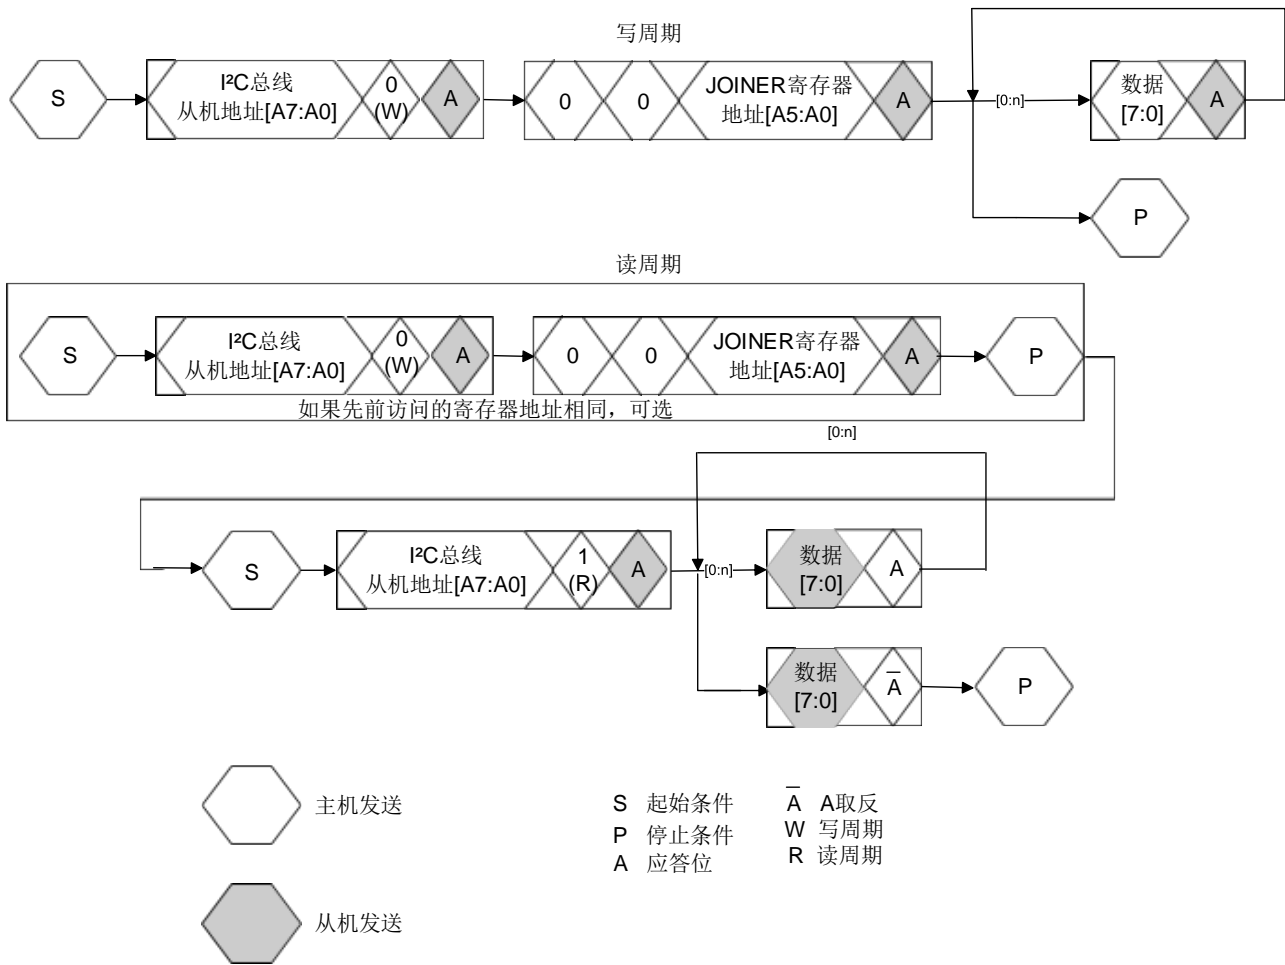 写周期
S
I²C总线
从机地址[A7:A0]
0
(W)
A
0
0
JOINER寄存器
地址[A5:A0]
A
[0:n]
数据
[7:0]
A
P
读周期
S
I²C总线
从机地址[A7:A0]
0
(W)
A
0
0
JOINER寄存器
地址[A5:A0]
A
P
如果先前访问的寄存器地址相同，可选
[0:n]
S
I²C总线
从机地址[A7:A0]
1
(R)
A
[0:n]
数据
[7:0]
A
数据
[7:0]
A̅
P
主机发送
S 起始条件
P 停止条件
A 应答位
A̅ A取反
W 写周期
R 读周期
从机发送